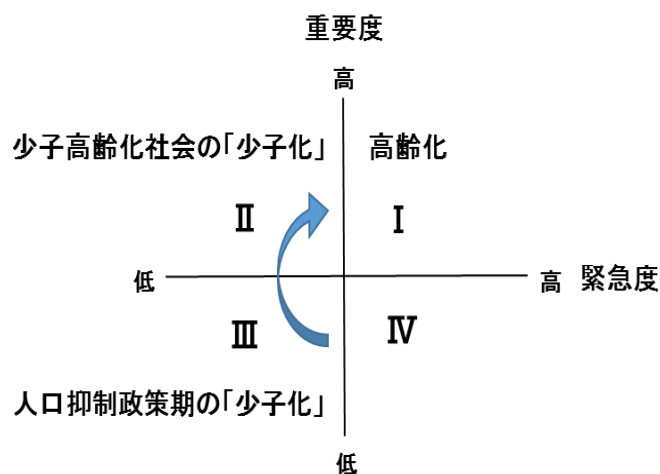 重要度
高
少子高齢化社会の「少子化」 高齢化
Ⅱ Ⅰ
低 高 緊急度
Ⅲ Ⅳ
人口抑制政策期の「少子化」
低